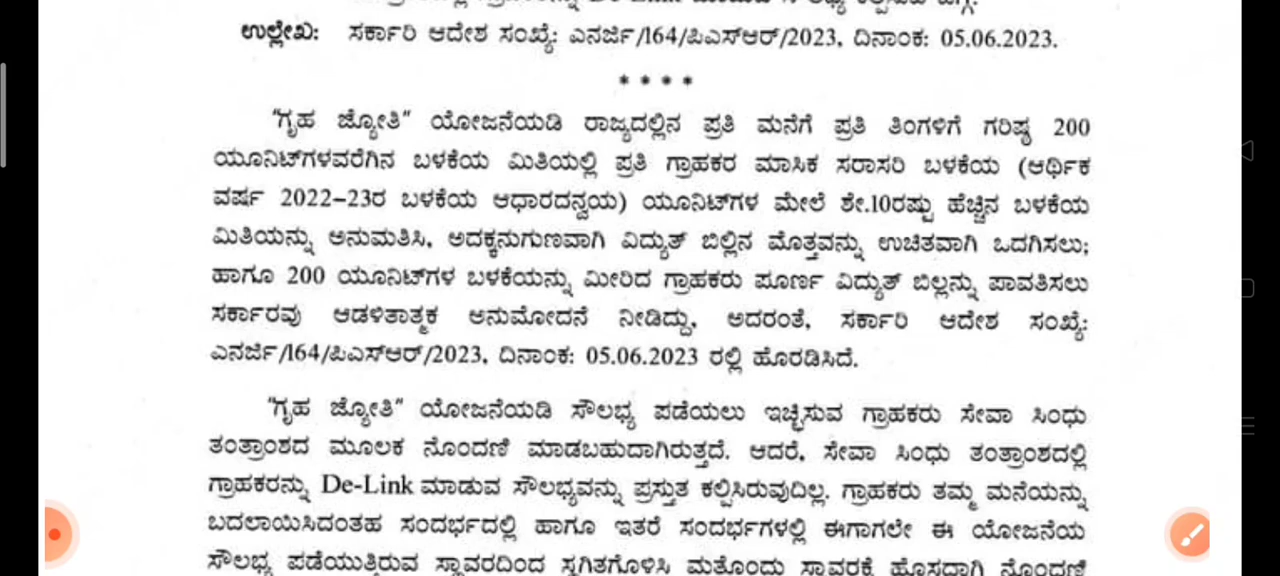 De-Link
ಉಲ್ಲೇಖ: ಸರ್ಕಾರಿ ಆದೇಶ ಸಂಖ್ಯೆ: ಎನರ್ಜಿ/164/ಪಿಎಸ್ಆರ್/2023, ದಿನಾಂಕ: 05.06.2023.
* * * *
"ಗೃಹ ಜ್ಯೋತಿ" ಯೋಜನೆಯಡಿ ರಾಜ್ಯದಲ್ಲಿನ ಪ್ರತಿ ಮನೆಗೆ ಪ್ರತಿ ತಿಂಗಳಿಗೆ ಗರಿಷ್ಠ 200
ಯೂನಿಟ್‌ಗಳವರೆಗಿನ ಬಳಕೆಯ ಮಿತಿಯಲ್ಲಿ ಪ್ರತಿ ಗ್ರಾಹಕರ ಮಾಸಿಕ ಸರಾಸರಿ ಬಳಕೆಯ (ಆರ್ಥಿಕ
ವರ್ಷ 2022-23ರ ಬಳಕೆಯ ಆಧಾರದನ್ವಯ) ಯೂನಿಟ್‌ಗಳ ಮೇಲೆ ಶೇ.10ರಷ್ಟು ಹೆಚ್ಚಿನ ಬಳಕೆಯ
ಮಿತಿಯನ್ನು ಅನುಮತಿಸಿ, ಅದಕ್ಕನುಗುಣವಾಗಿ ವಿದ್ಯುತ್ ಬಿಲ್ಲಿನ ಮೊತ್ತವನ್ನು ಉಚಿತವಾಗಿ ಒದಗಿಸಲು;
ಹಾಗೂ 200 ಯೂನಿಟ್‌ಗಳ ಬಳಕೆಯನ್ನು ಮೀರಿದ ಗ್ರಾಹಕರು ಪೂರ್ಣ ವಿದ್ಯುತ್ ಬಿಲ್ಲನ್ನು ಪಾವತಿಸಲು
ಸರ್ಕಾರವು ಆಡಳಿತಾತ್ಮಕ ಅನುಮೋದನೆ ನೀಡಿದ್ದು, ಅದರಂತೆ, ಸರ್ಕಾರಿ ಆದೇಶ ಸಂಖ್ಯೆ:
ಎನರ್ಜಿ/164/ಪಿಎಸ್ಆರ್/2023, ದಿನಾಂಕ: 05.06.2023 ರಲ್ಲಿ ಹೊರಡಿಸಿದೆ.
"ಗೃಹ ಜ್ಯೋತಿ" ಯೋಜನೆಯಡಿ ಸೌಲಭ್ಯ ಪಡೆಯಲು ಇಚ್ಛಿಸುವ ಗ್ರಾಹಕರು ಸೇವಾ ಸಿಂಧು
ತಂತ್ರಾಂಶದ ಮೂಲಕ ನೊಂದಣಿ ಮಾಡಬಹುದಾಗಿರುತ್ತದೆ. ಆದರೆ, ಸೇವಾ ಸಿಂಧು ತಂತ್ರಾಂಶದಲ್ಲಿ
ಗ್ರಾಹಕರನ್ನು De-Link ಮಾಡುವ ಸೌಲಭ್ಯವನ್ನು ಪ್ರಸ್ತುತ ಕಲ್ಪಿಸಿರುವುದಿಲ್ಲ. ಗ್ರಾಹಕರು ತಮ್ಮ ಮನೆಯನ್ನು
ಬದಲಾಯಿಸಿದಂತಹ ಸಂದರ್ಭದಲ್ಲಿ ಹಾಗೂ ಇತರೆ ಸಂದರ್ಭಗಳಲ್ಲಿ ಈಗಾಗಲೇ ಈ ಯೋಜನೆಯ
ಸೌಲಭ್ಯ ಪಡೆಯುತ್ತಿರುವ ಸ್ಥಾವರದಿಂದ ಸ್ಥಗಿತಗೊಳಿಸಿ ಮತ್ತೊಂದು ಸ್ಥಾವರಕ್ಕೆ ಹೊಸದಾಗಿ ನೊಂದಣಿ